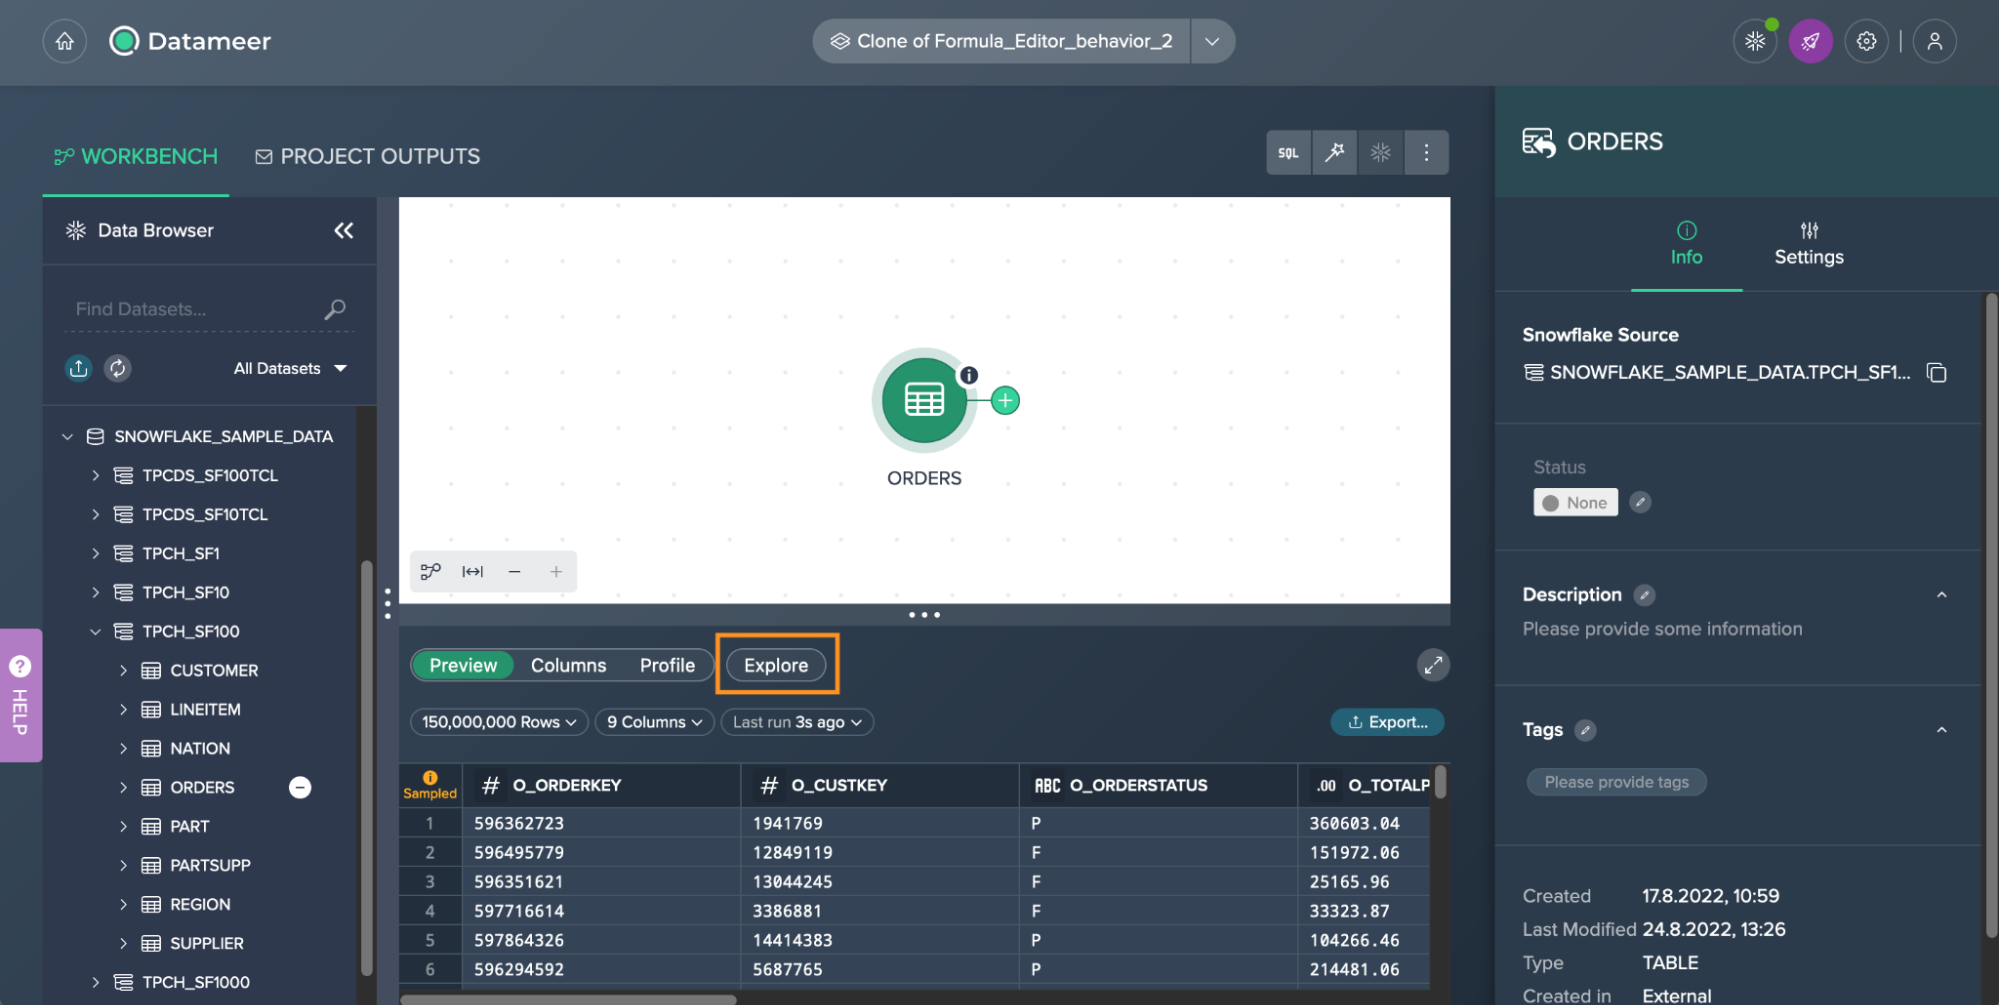 Datameer
Clone of Formula_Editor_behavior_2
WORKBENCH
PROJECT OUTPUTS
SQL
ORDERS
Data Browser
Info
Settings
Find Datasets...
All Datasets
Snowflake Source
SNOWFLAKE_SAMPLE_DATA.TPCH_SF1...
SNOWFLAKE_SAMPLE_DATA
TPCDS_SF100TCL
TPCDS_SF10TCL
TPCH_SF1
TPCH_SF10
TPCH_SF100
CUSTOMER
LINEITEM
NATION
ORDERS
PART
PARTSUPP
REGION
SUPPLIER
TPCH_SF1000
? HELP
ORDERS
Status
None
Description
Please provide some information
Tags
Please provide tags
Preview Columns Profile Explore
150,000,000 Rows 9 Columns Last run 3s ago Export...
Sampled # O_ORDERKEY # O_CUSTKEY ABC O_ORDERSTATUS .00 O_TOTALP
1 596362723 1941769 P 360603.04
2 596495779 12849119 F 151972.06
3 596351621 13044245 F 25165.96
4 597716614 3386881 F 33323.87
5 597864326 14414383 P 104266.46
6 596294592 5687765 P 214481.06
Created 17.8.2022, 10:59
Last Modified 24.8.2022, 13:26
Type TABLE
Created in External